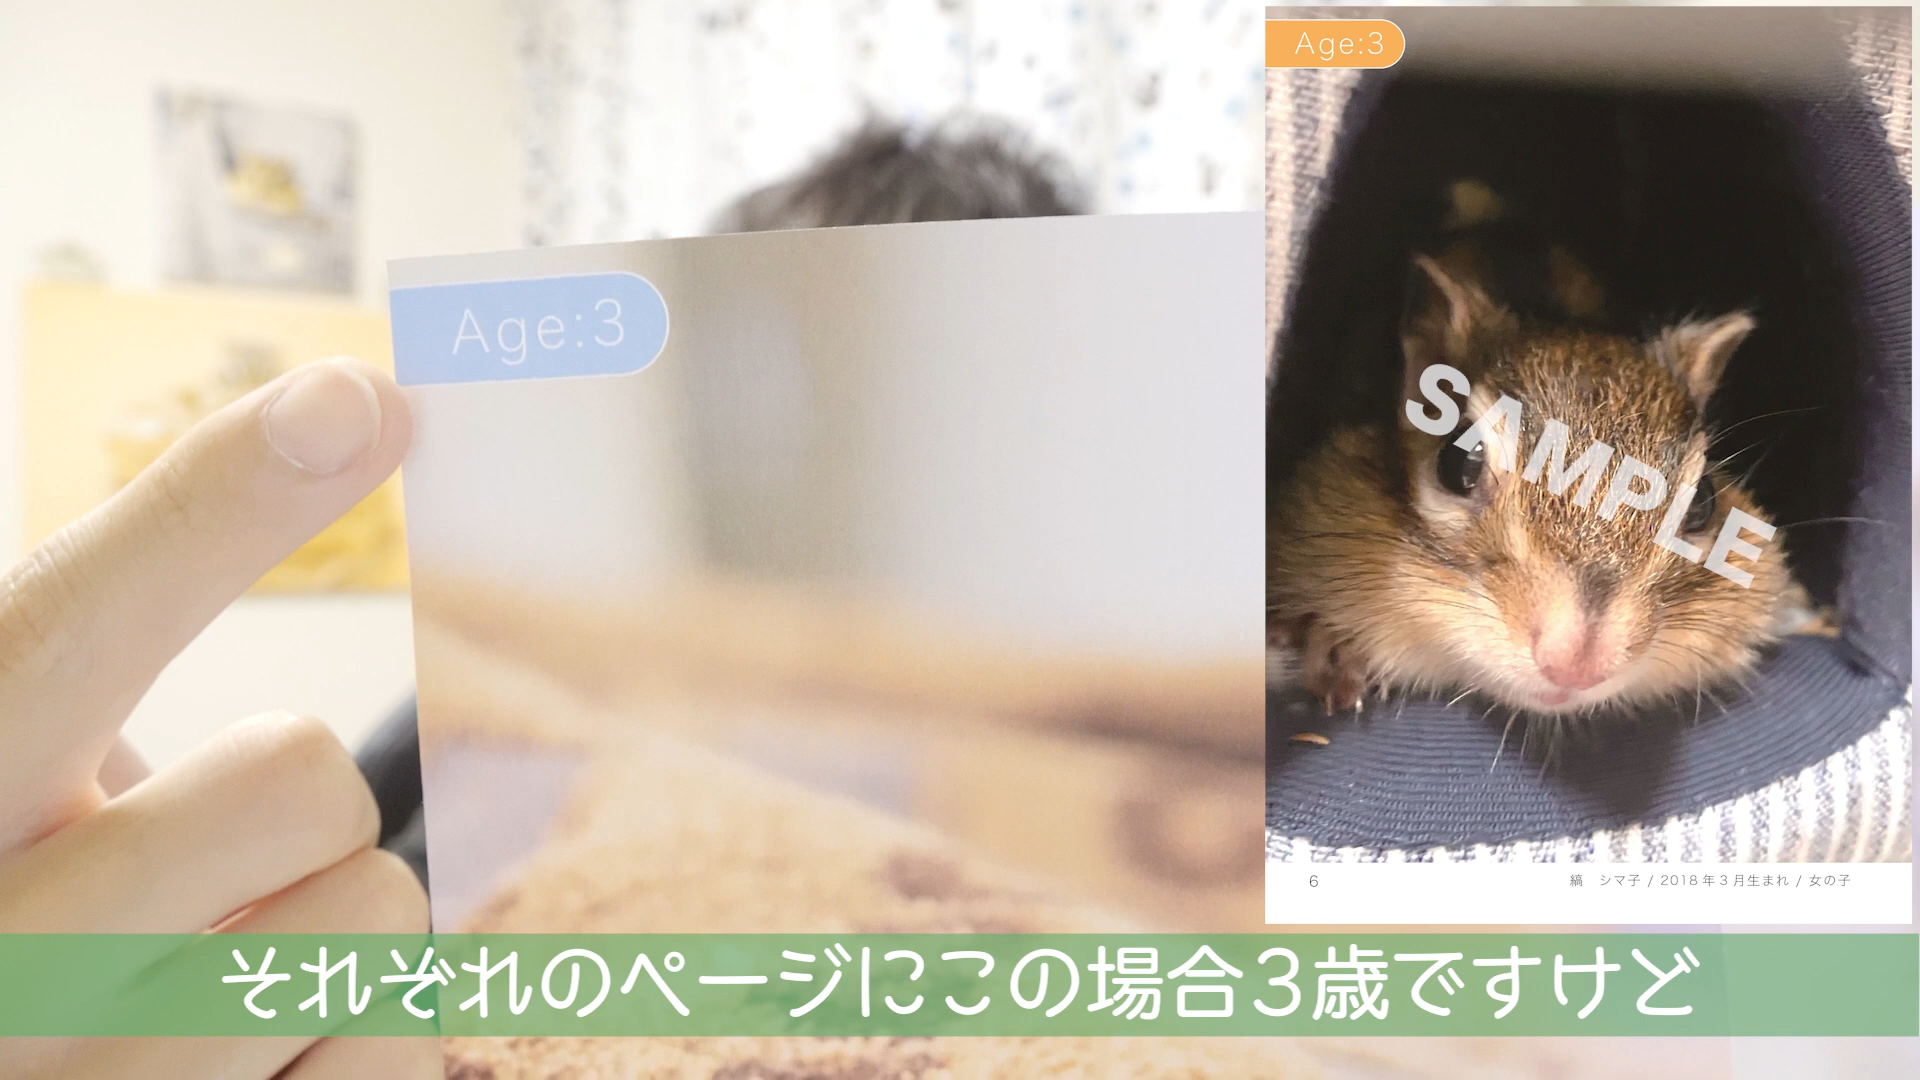 Age:3
Age:3
SAMPLE
6
縞　シマ子 / 2018年3月生まれ / 女の子
それぞれのページにこの場合3歳ですけど